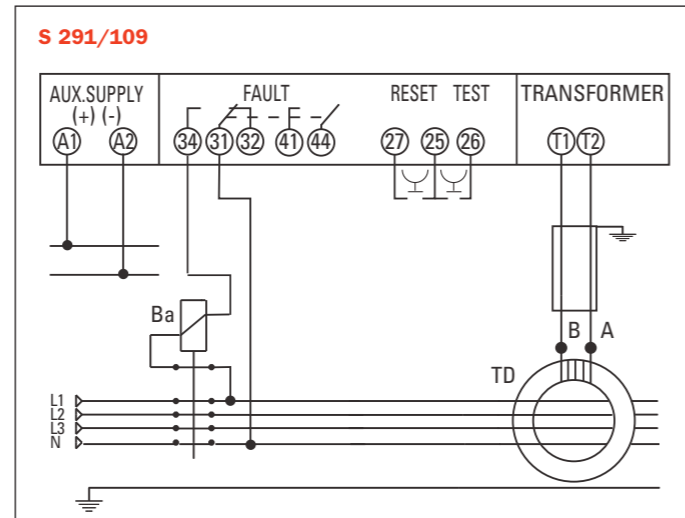 S 291/109
AUX.SUPPLY FAULT RESET TEST TRANSFORMER
(+) (-)
A1 A2 34 31 32 41 44 27 25 26 T1 T2
Ba
B A
TD
L1
L2
L3
N